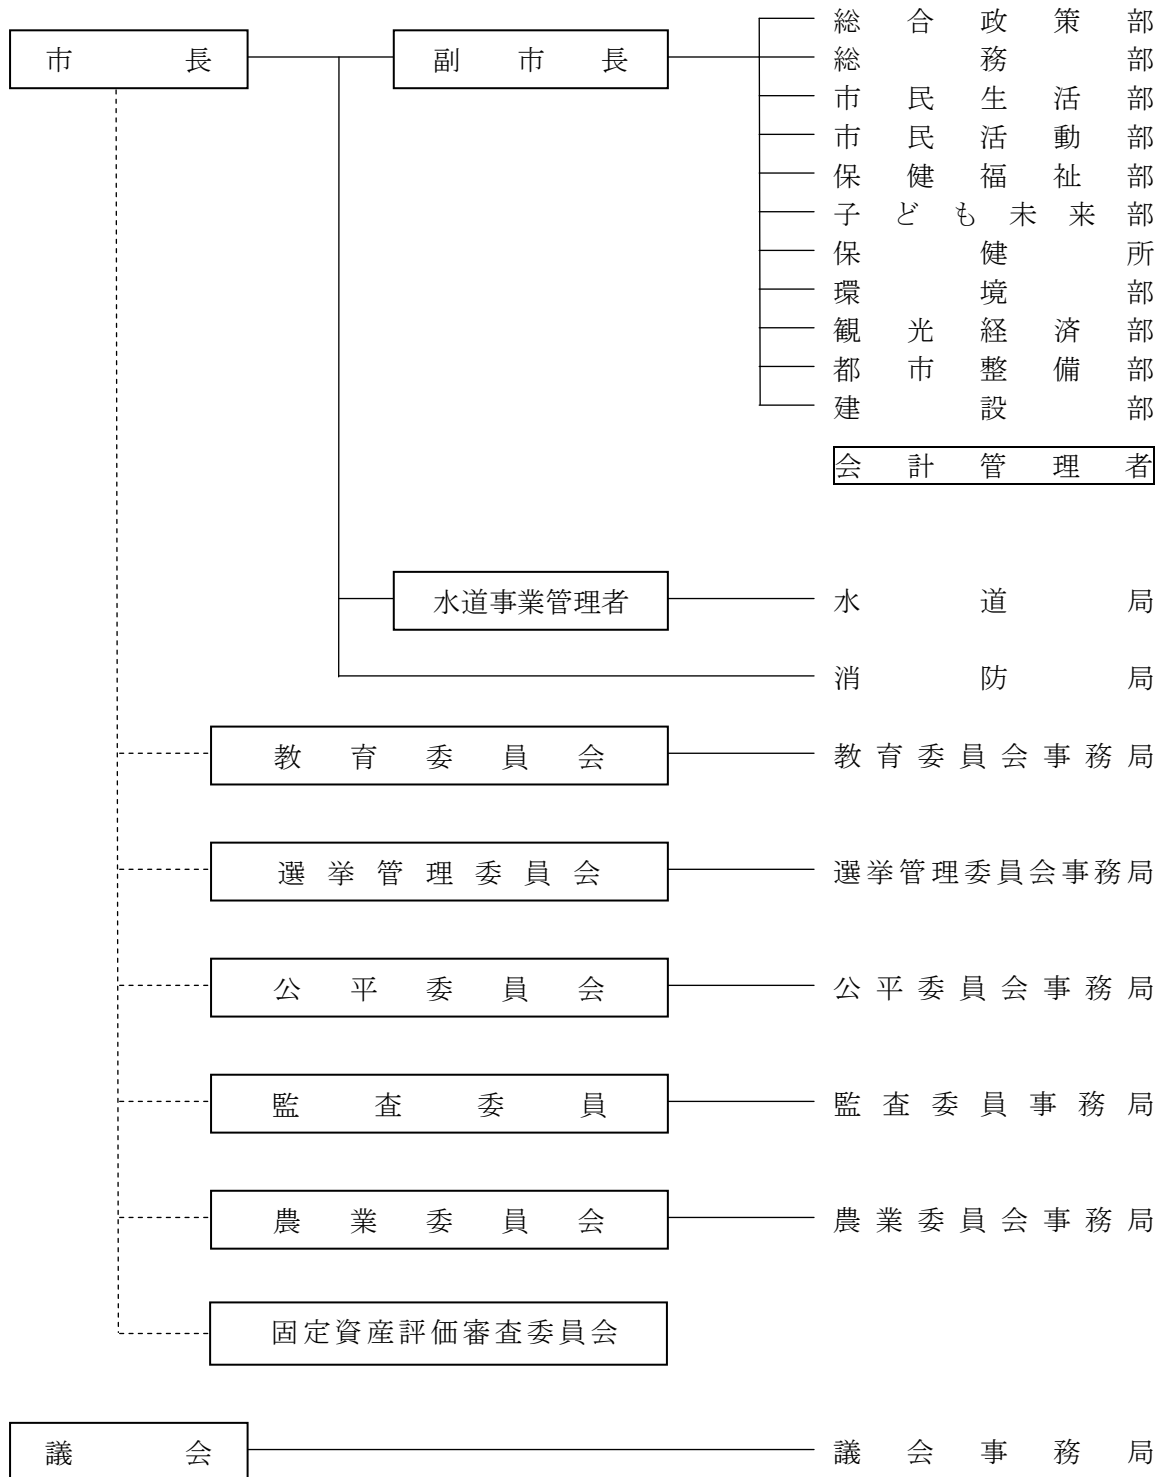 総合政策部
市長 副市長 総務部
市民生活部
市民活動部
保健福祉部
子ども未来部
保健所
環境部
観光経済部
都市整備部
建設部
会計管理者
水道事業管理者 水道局
消防局
教育委員会 教育委員会事務局
選挙管理委員会 選挙管理委員会事務局
公平委員会 公平委員会事務局
監査委員 監査委員事務局
農業委員会 農業委員会事務局
固定資産評価審査委員会
議会 議会事務局